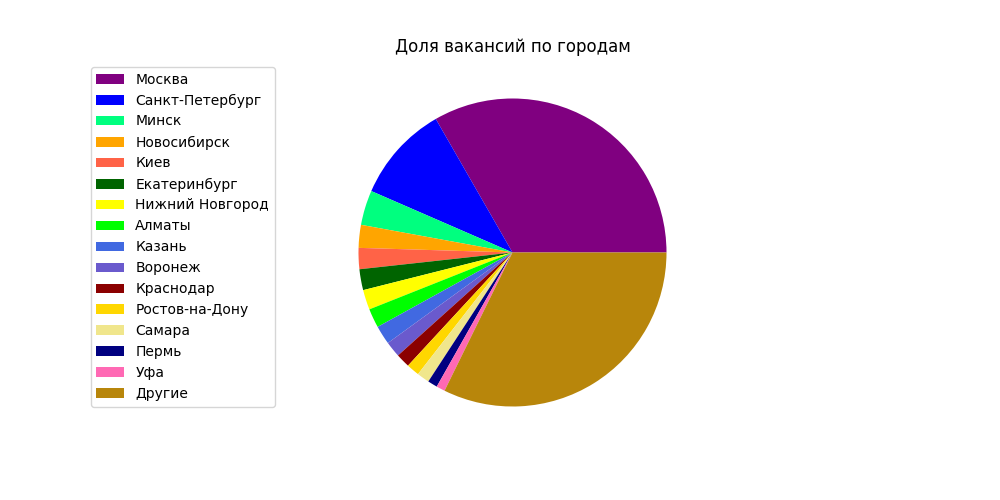 Доля вакансий по городам
Москва
Санкт-Петербург
Минск
Новосибирск
Киев
Екатеринбург
Нижний Новгород
Алматы
Казань
Воронеж
Краснодар
Ростов-на-Дону
Самара
Пермь
Уфа
Другие